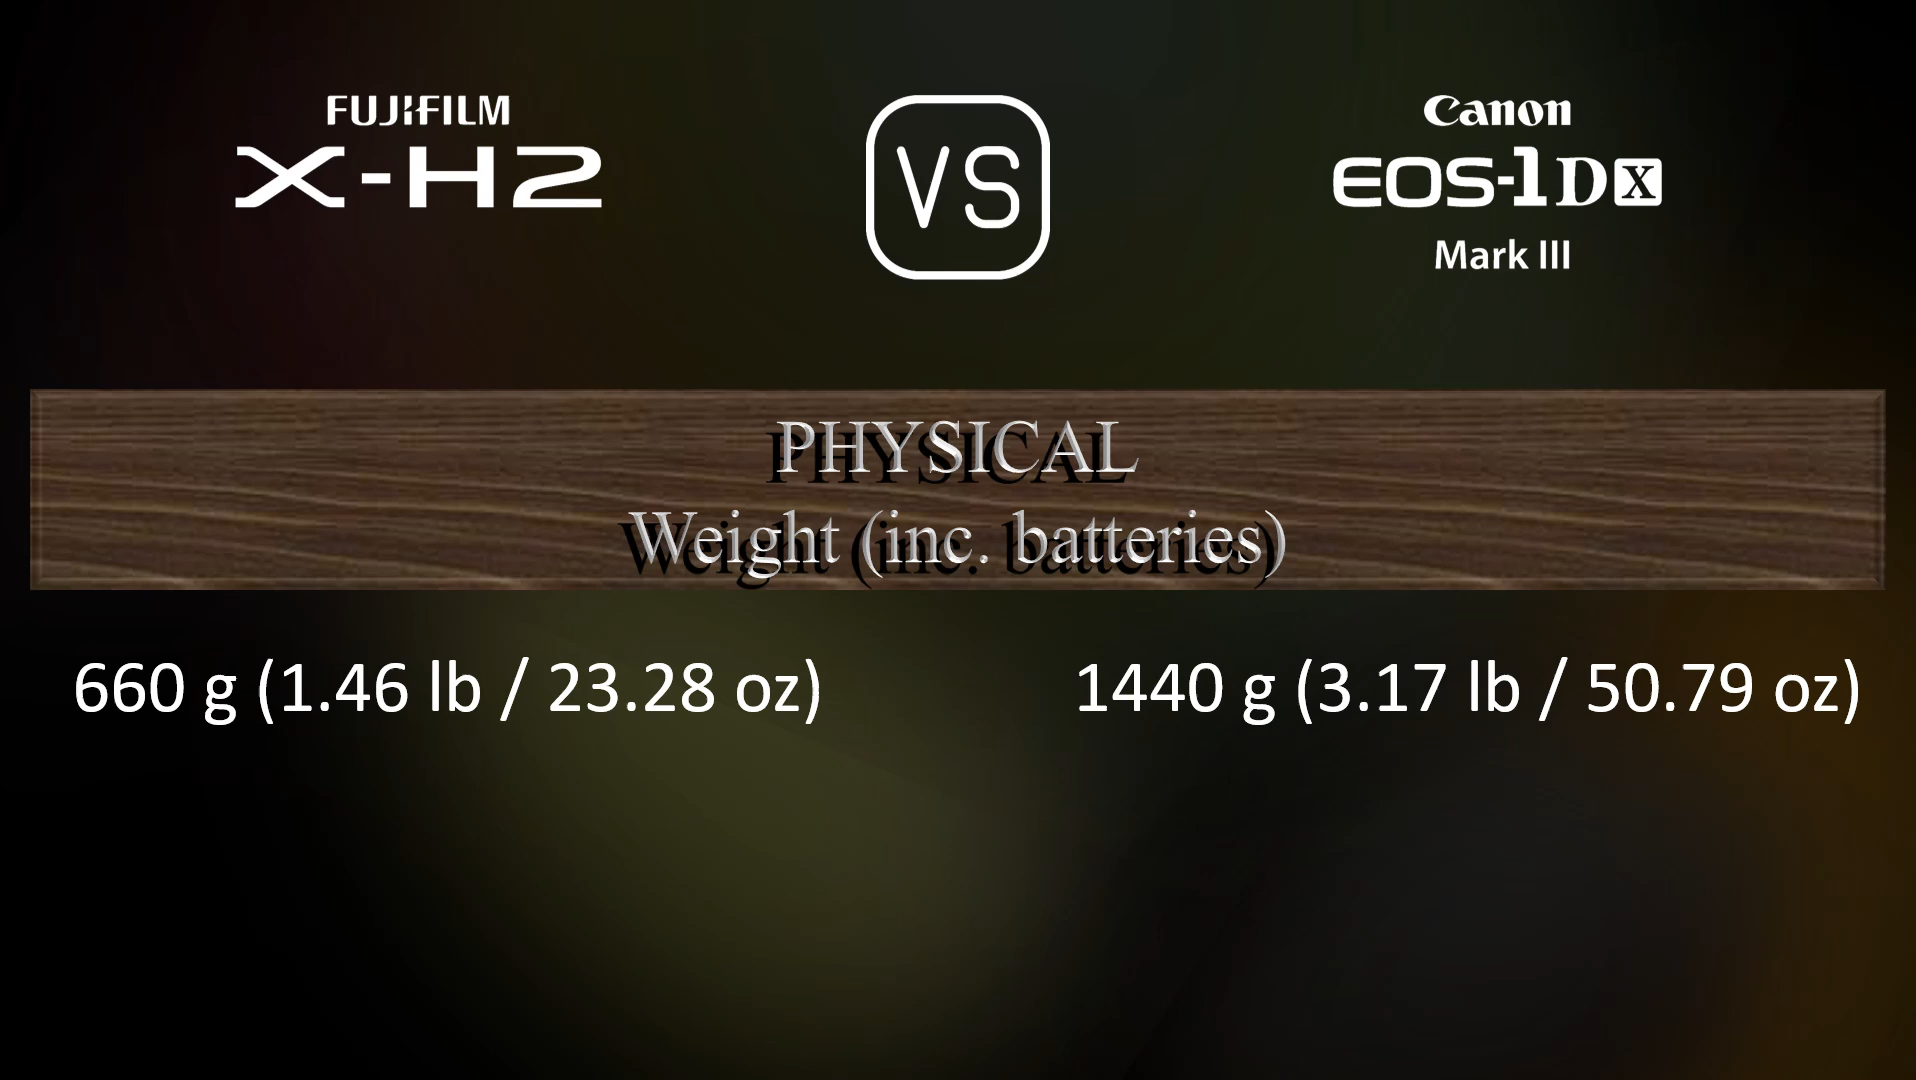 FUJIFILM
X-H2
VS
Canon
EOS-1DX
Mark III
PHYSICAL
Weight (inc. batteries)
660 g (1.46 lb / 23.28 oz)
1440 g (3.17 lb / 50.79 oz)